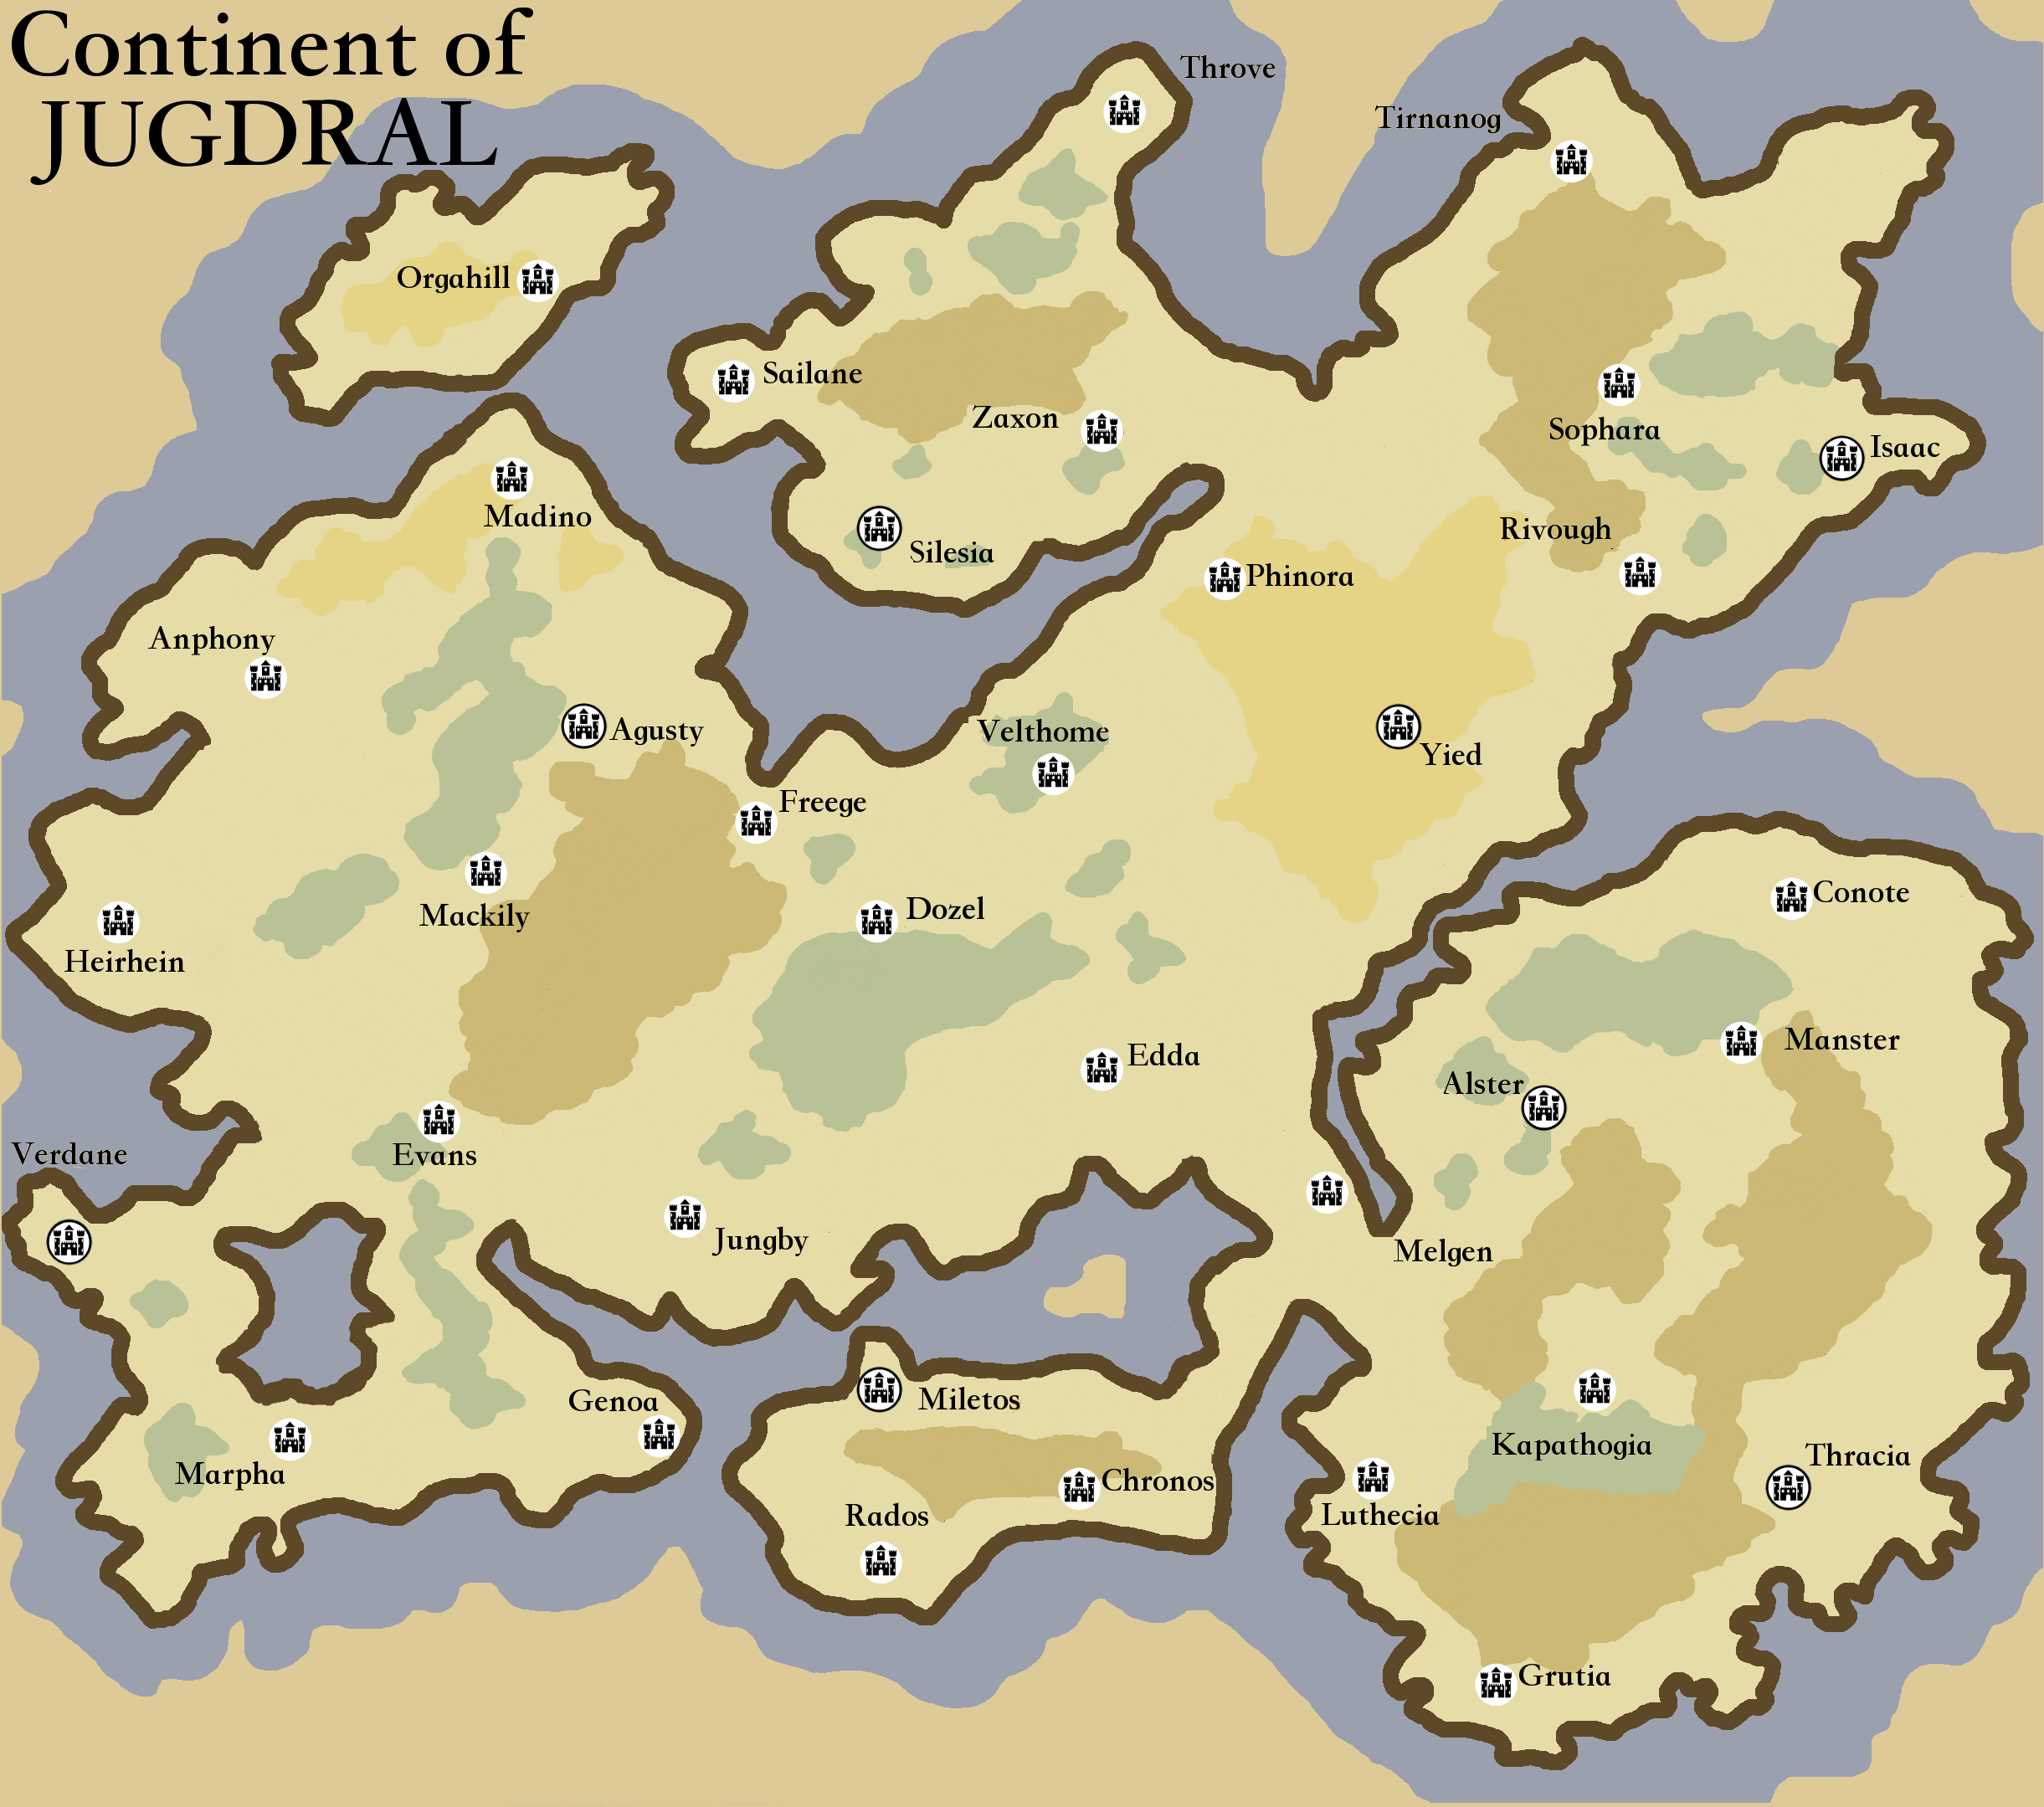 Continent of
JUGDRAL
Throve
Tirnanog
Orgahill
Sailane
Zaxon
Sophara
Isaac
Madino
Silesia
Rivough
Phinora
Anphony
Agusty
Velthome
Yied
Freege
Conote
Dozel
Mackily
Heirhein
Manster
Edda
Alster
Verdane
Evans
Jungby
Melgen
Genoa
Miletos
Kapathogia
Thracia
Marpha
Chronos
Rados
Luthecia
Grutia